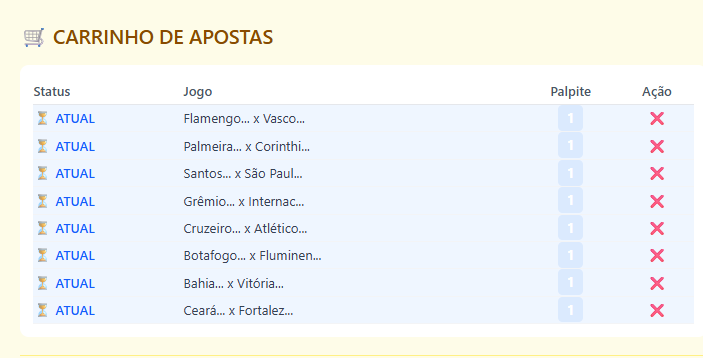 🛒 CARRINHO DE APOSTAS
Status Jogo Palpite Ação
⏳ ATUAL Flamengo... x Vasco... 1 ❌
⏳ ATUAL Palmeira... x Corinthi... 1 ❌
⏳ ATUAL Santos... x São Paul... 1 ❌
⏳ ATUAL Grêmio... x Internac... 1 ❌
⏳ ATUAL Cruzeiro... x Atlético... 1 ❌
⏳ ATUAL Botafogo... x Fluminen... 1 ❌
⏳ ATUAL Bahia... x Vitória... 1 ❌
⏳ ATUAL Ceará... x Fortalez... 1 ❌